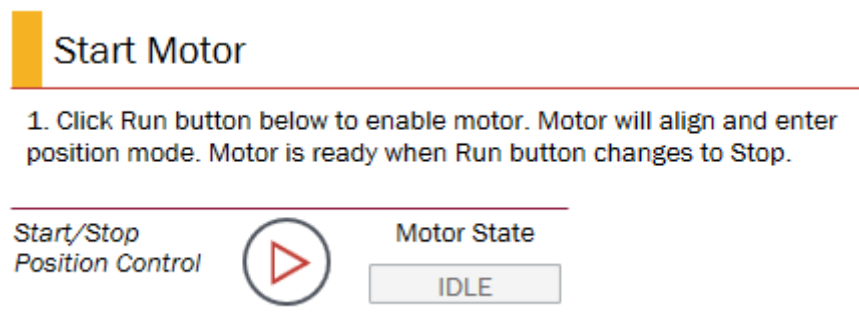 Start Motor
1. Click Run button below to enable motor. Motor will align and enter
position mode. Motor is ready when Run button changes to Stop.
Start/Stop
Position Control
Motor State
IDLE